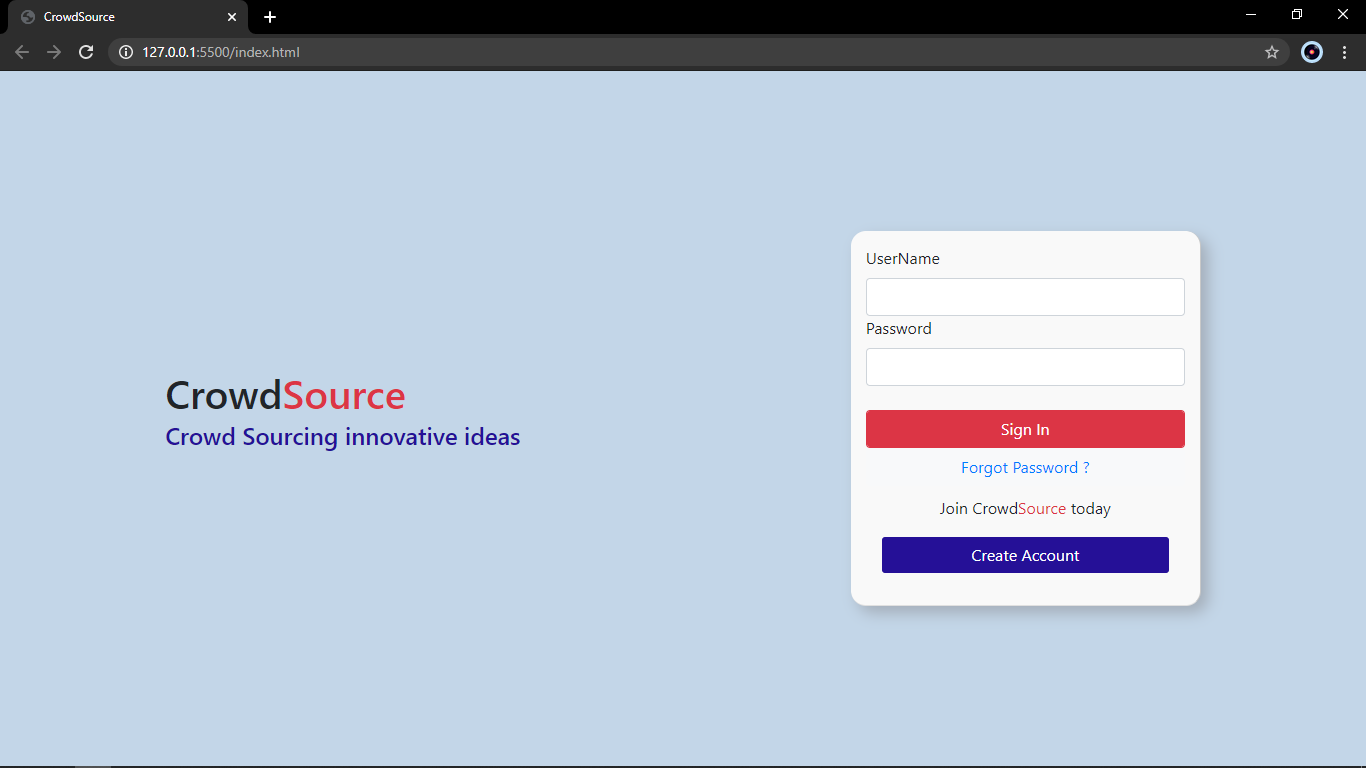 CrowdSource
127.0.0.1:5500/index.html
CrowdSource
Crowd Sourcing innovative ideas
UserName
Password
Sign In
Forgot Password ?
Join CrowdSource today
Create Account